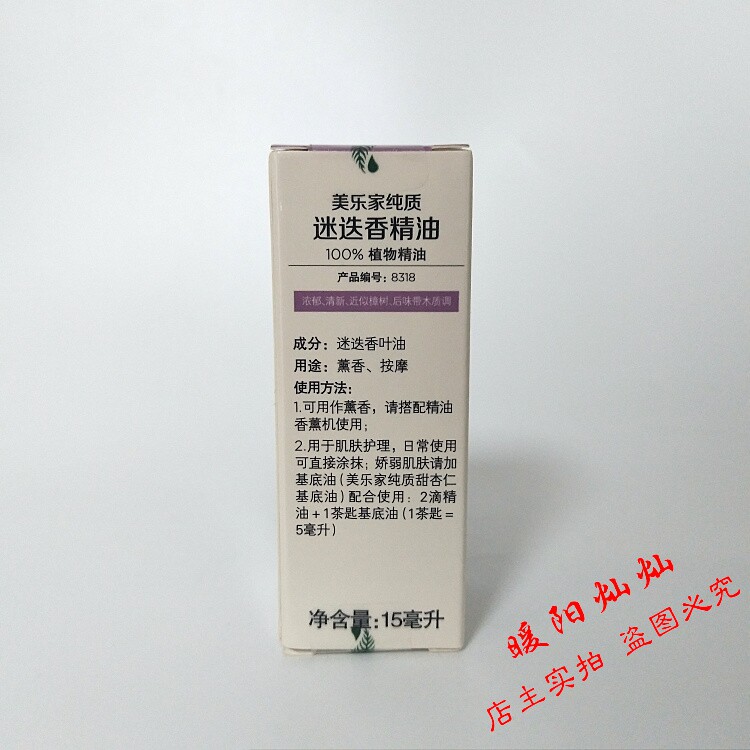 美乐家纯质
迷迭香精油
100% 植物精油
产品编号：8318
浓郁、清新、近似樟树、后味带木质调
成分：迷迭香叶油
用途：薰香、按摩
使用方法：
1.可用作薰香，请搭配精油
香薰机使用；
2.用于肌肤护理，日常使用
可直接涂抹；娇弱肌肤请加
基底油（美乐家纯质甜杏仁
基底油）配合使用：2滴精
油+1茶匙基底油（1茶匙=
5毫升）
净含量：15毫升
暖阳灿灿
店主实拍 盗图必究